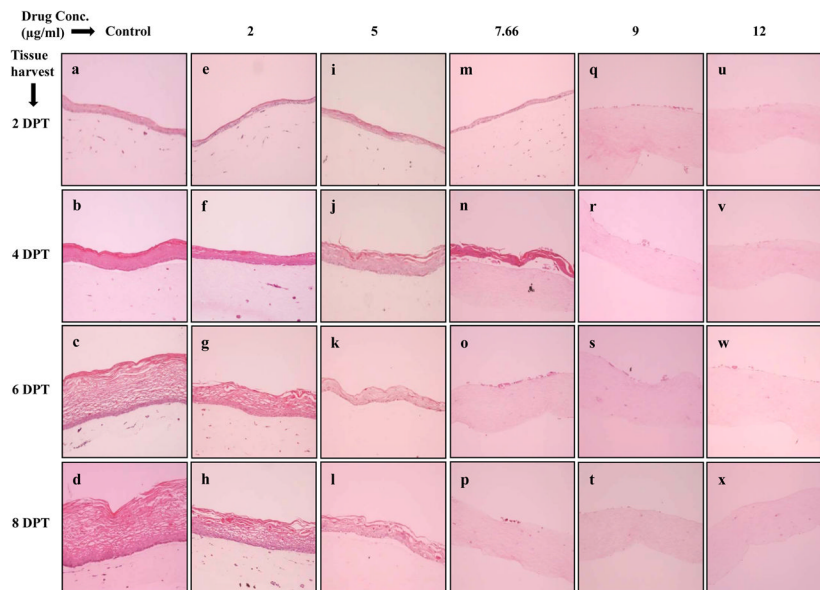 Drug Conc.
(µg/ml) Control 2 5 7.66 9 12
Tissue
harvest
a e i m q u
2 DPT
b f j n r v
4 DPT
c g k o s w
6 DPT
d h l p t x
8 DPT